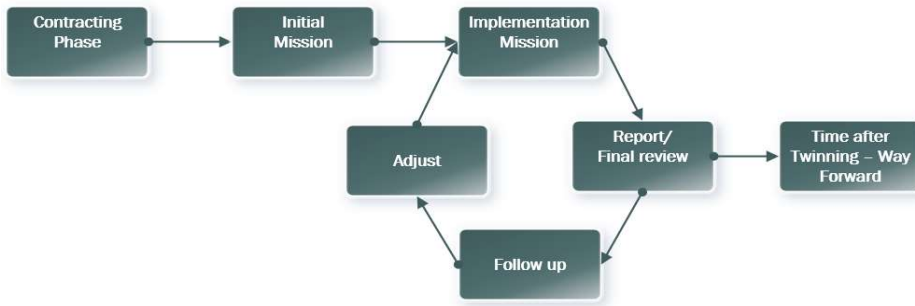 Contracting
Phase
Initial
Mission
Implementation
Mission
Adjust
Report/
Final review
Time after
Twinning – Way
Forward
Follow up